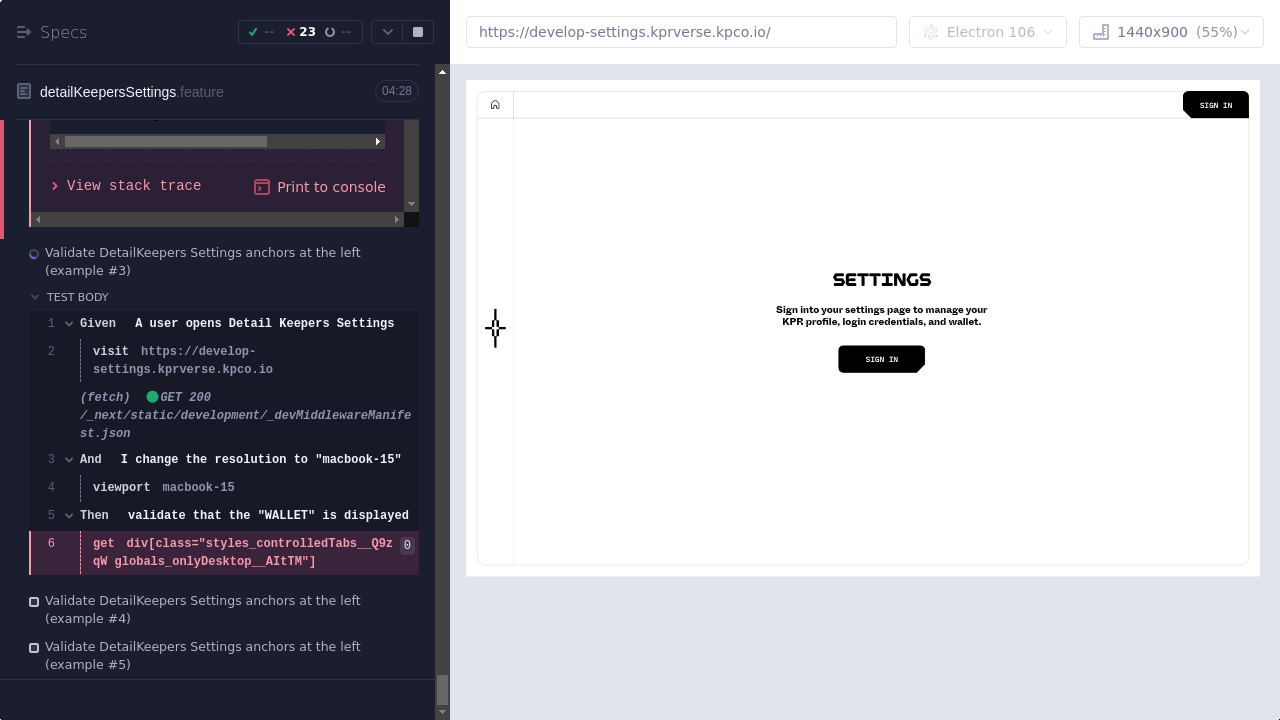 Specs
--
23
--
https://develop-settings.kprverse.kpco.io/
Electron 106
1440x900 (55%)
detailKeepersSettings.feature
04:28
View stack trace
Print to console
Validate DetailKeepers Settings anchors at the left
(example #3)
TEST BODY
1 Given A user opens Detail Keepers Settings
2 visit https://develop-
settings.kprverse.kpco.io
(fetch) GET 200
/_next/static/development/_devMiddlewareManife
st.json
3 And I change the resolution to "macbook-15"
4 viewport macbook-15
5 Then validate that the "WALLET" is displayed
6 get div[class="styles_controlledTabs__Q9z
qW globals_onlyDesktop__AItTM"]
0
Validate DetailKeepers Settings anchors at the left
(example #4)
Validate DetailKeepers Settings anchors at the left
(example #5)
SIGN IN
SETTINGS
Sign into your settings page to manage your
KPR profile, login credentials, and wallet.
SIGN IN